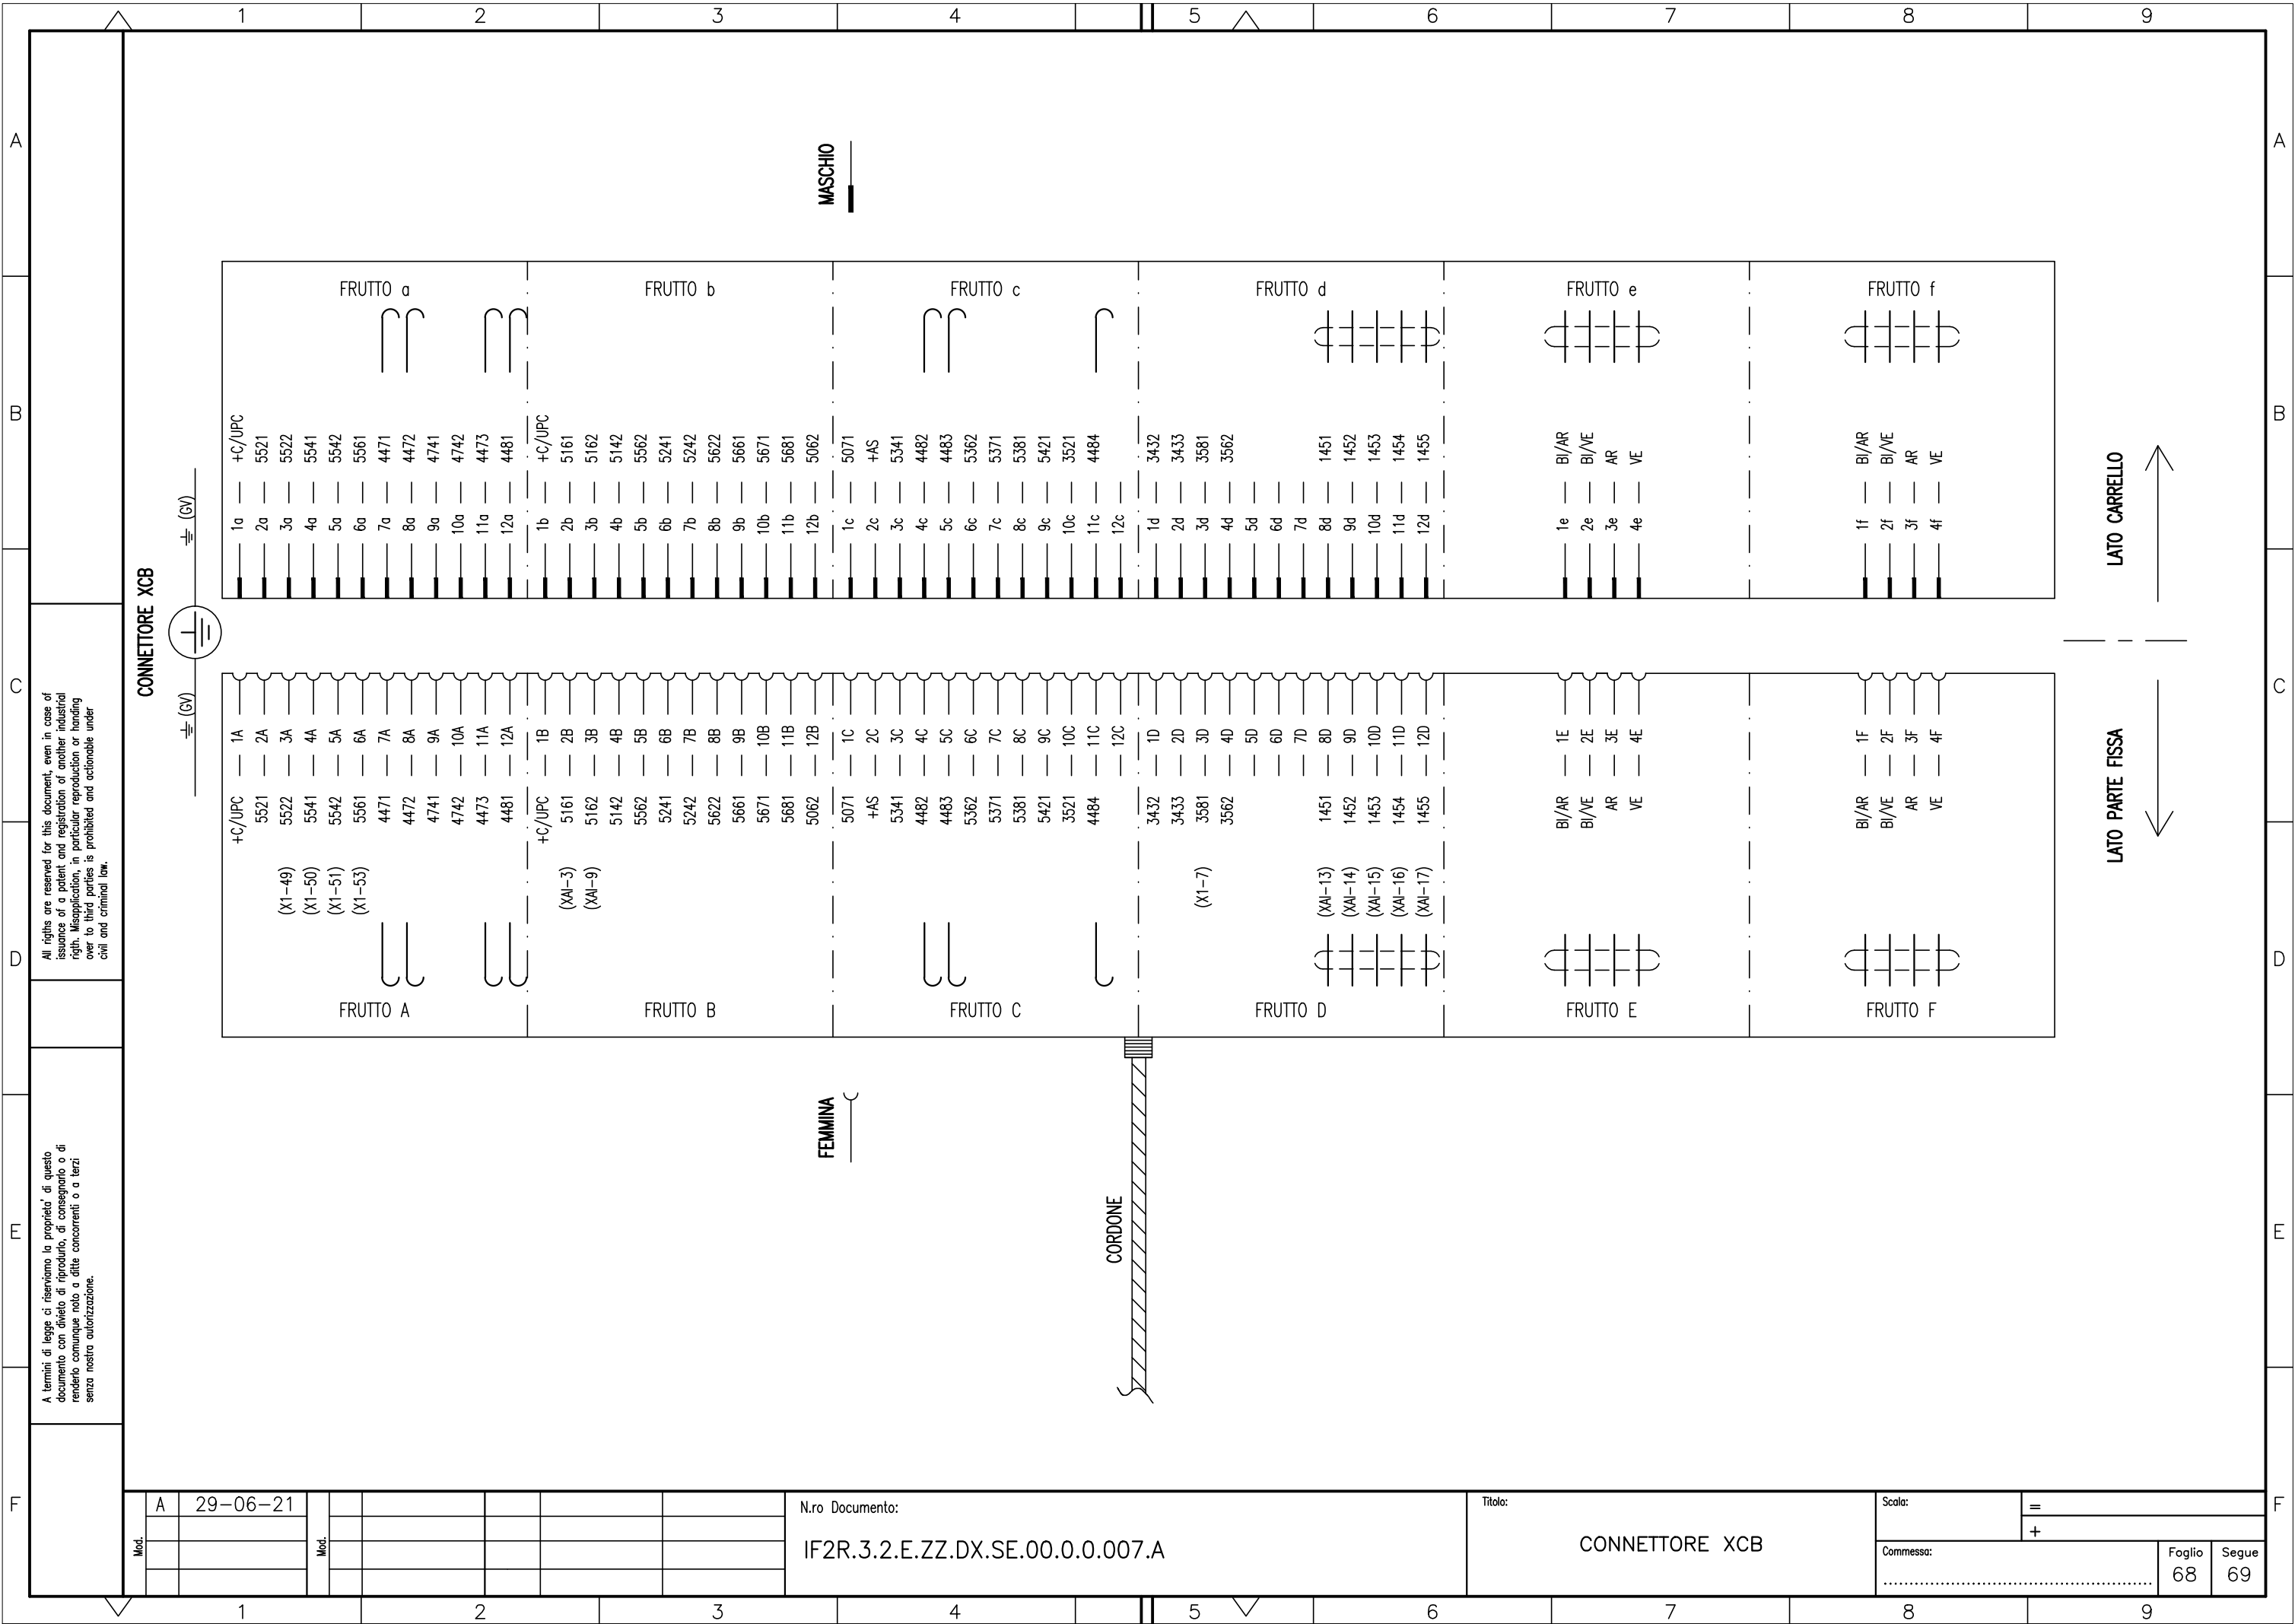 1 2 3 4 5 6 7 8 9
A A
B B
C C
D D
E E
F F
MASCHIO
FRUTTO a FRUTTO b FRUTTO c FRUTTO d FRUTTO e FRUTTO f
+C/UPC 5521 5522 5541 5542 5561 4471 4472 4741 4742 4473 4481 +C/UPC 5161 5162 5142 5562 5241 5242 5622 5661 5671 5681 5062 5071 +AS 5341 4482 4483 5362 5371 5381 5421 3521 4484 3432 3433 3581 3562 1451 1452 1453 1454 1455 BI/AR BI/VE AR VE BI/AR BI/VE AR VE
1a 2a 3a 4a 5a 6a 7a 8a 9a 10a 11a 12a 1b 2b 3b 4b 5b 6b 7b 8b 9b 10b 11b 12b 1c 2c 3c 4c 5c 6c 7c 8c 9c 10c 11c 12c 1d 2d 3d 4d 5d 6d 7d 8d 9d 10d 11d 12d 1e 2e 3e 4e 1f 2f 3f 4f
(GV)
CONNETTORE XCB
(GV)
LATO CARRELLO
LATO PARTE FISSA
1A 2A 3A 4A 5A 6A 7A 8A 9A 10A 11A 12A 1B 2B 3B 4B 5B 6B 7B 8B 9B 10B 11B 12B 1C 2C 3C 4C 5C 6C 7C 8C 9C 10C 11C 12C 1D 2D 3D 4D 5D 6D 7D 8D 9D 10D 11D 12D 1E 2E 3E 4E 1F 2F 3F 4F
+C/UPC 5521 5522 5541 5542 5561 4471 4472 4741 4742 4473 4481 +C/UPC 5161 5162 5142 5562 5241 5242 5622 5661 5671 5681 5062 5071 +AS 5341 4482 4483 5362 5371 5381 5421 3521 4484 3432 3433 3581 3562 1451 1452 1453 1454 1455 BI/AR BI/VE AR VE BI/AR BI/VE AR VE
(X1-49) (X1-50) (X1-51) (X1-53) (XAI-3) (XAI-9) (X1-7) (XAI-13) (XAI-14) (XAI-15) (XAI-16) (XAI-17)
FRUTTO A FRUTTO B FRUTTO C FRUTTO D FRUTTO E FRUTTO F
FEMMINA
CORDONE
All rigths are reserved for this document, even in case of
issuance of a patent and registration of another industrial
rigth. Misapplication, in particular reproduction or handing
over to third parties is prohibited and actionable under
civil and criminal law.
A termini di legge ci riserviamo la proprieta' di questo
documento con divieto di riprodurlo, di consegnarlo o di
renderlo comunque noto a ditte concorrenti o a terzi
senza nostra autorizzazione.
A 29-06-21
Mod. Mod.
N.ro Documento:
IF2R.3.2.E.ZZ.DX.SE.00.0.0.007.A
Titolo:
CONNETTORE XCB
Scala:
=
+
Commessa:
Foglio
68
Segue
69
1 2 3 4 5 6 7 8 9